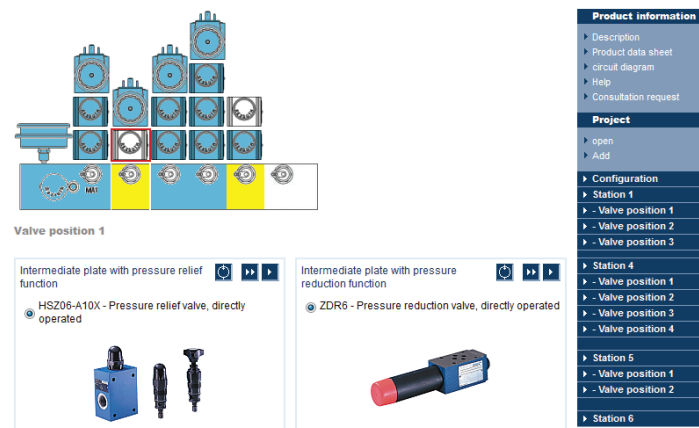 MA1
Valve position 1
Intermediate plate with pressure relief
function
HSZ06-A10X - Pressure relief valve, directly
operated
Intermediate plate with pressure
reduction function
ZDR6 - Pressure reduction valve, directly operated
Product information
Description
Product data sheet
circuit diagram
Help
Consultation request
Project
open
Add
Configuration
Station 1
- Valve position 1
- Valve position 2
- Valve position 3
Station 4
- Valve position 1
- Valve position 2
- Valve position 3
- Valve position 4
Station 5
- Valve position 1
- Valve position 2
Station 6